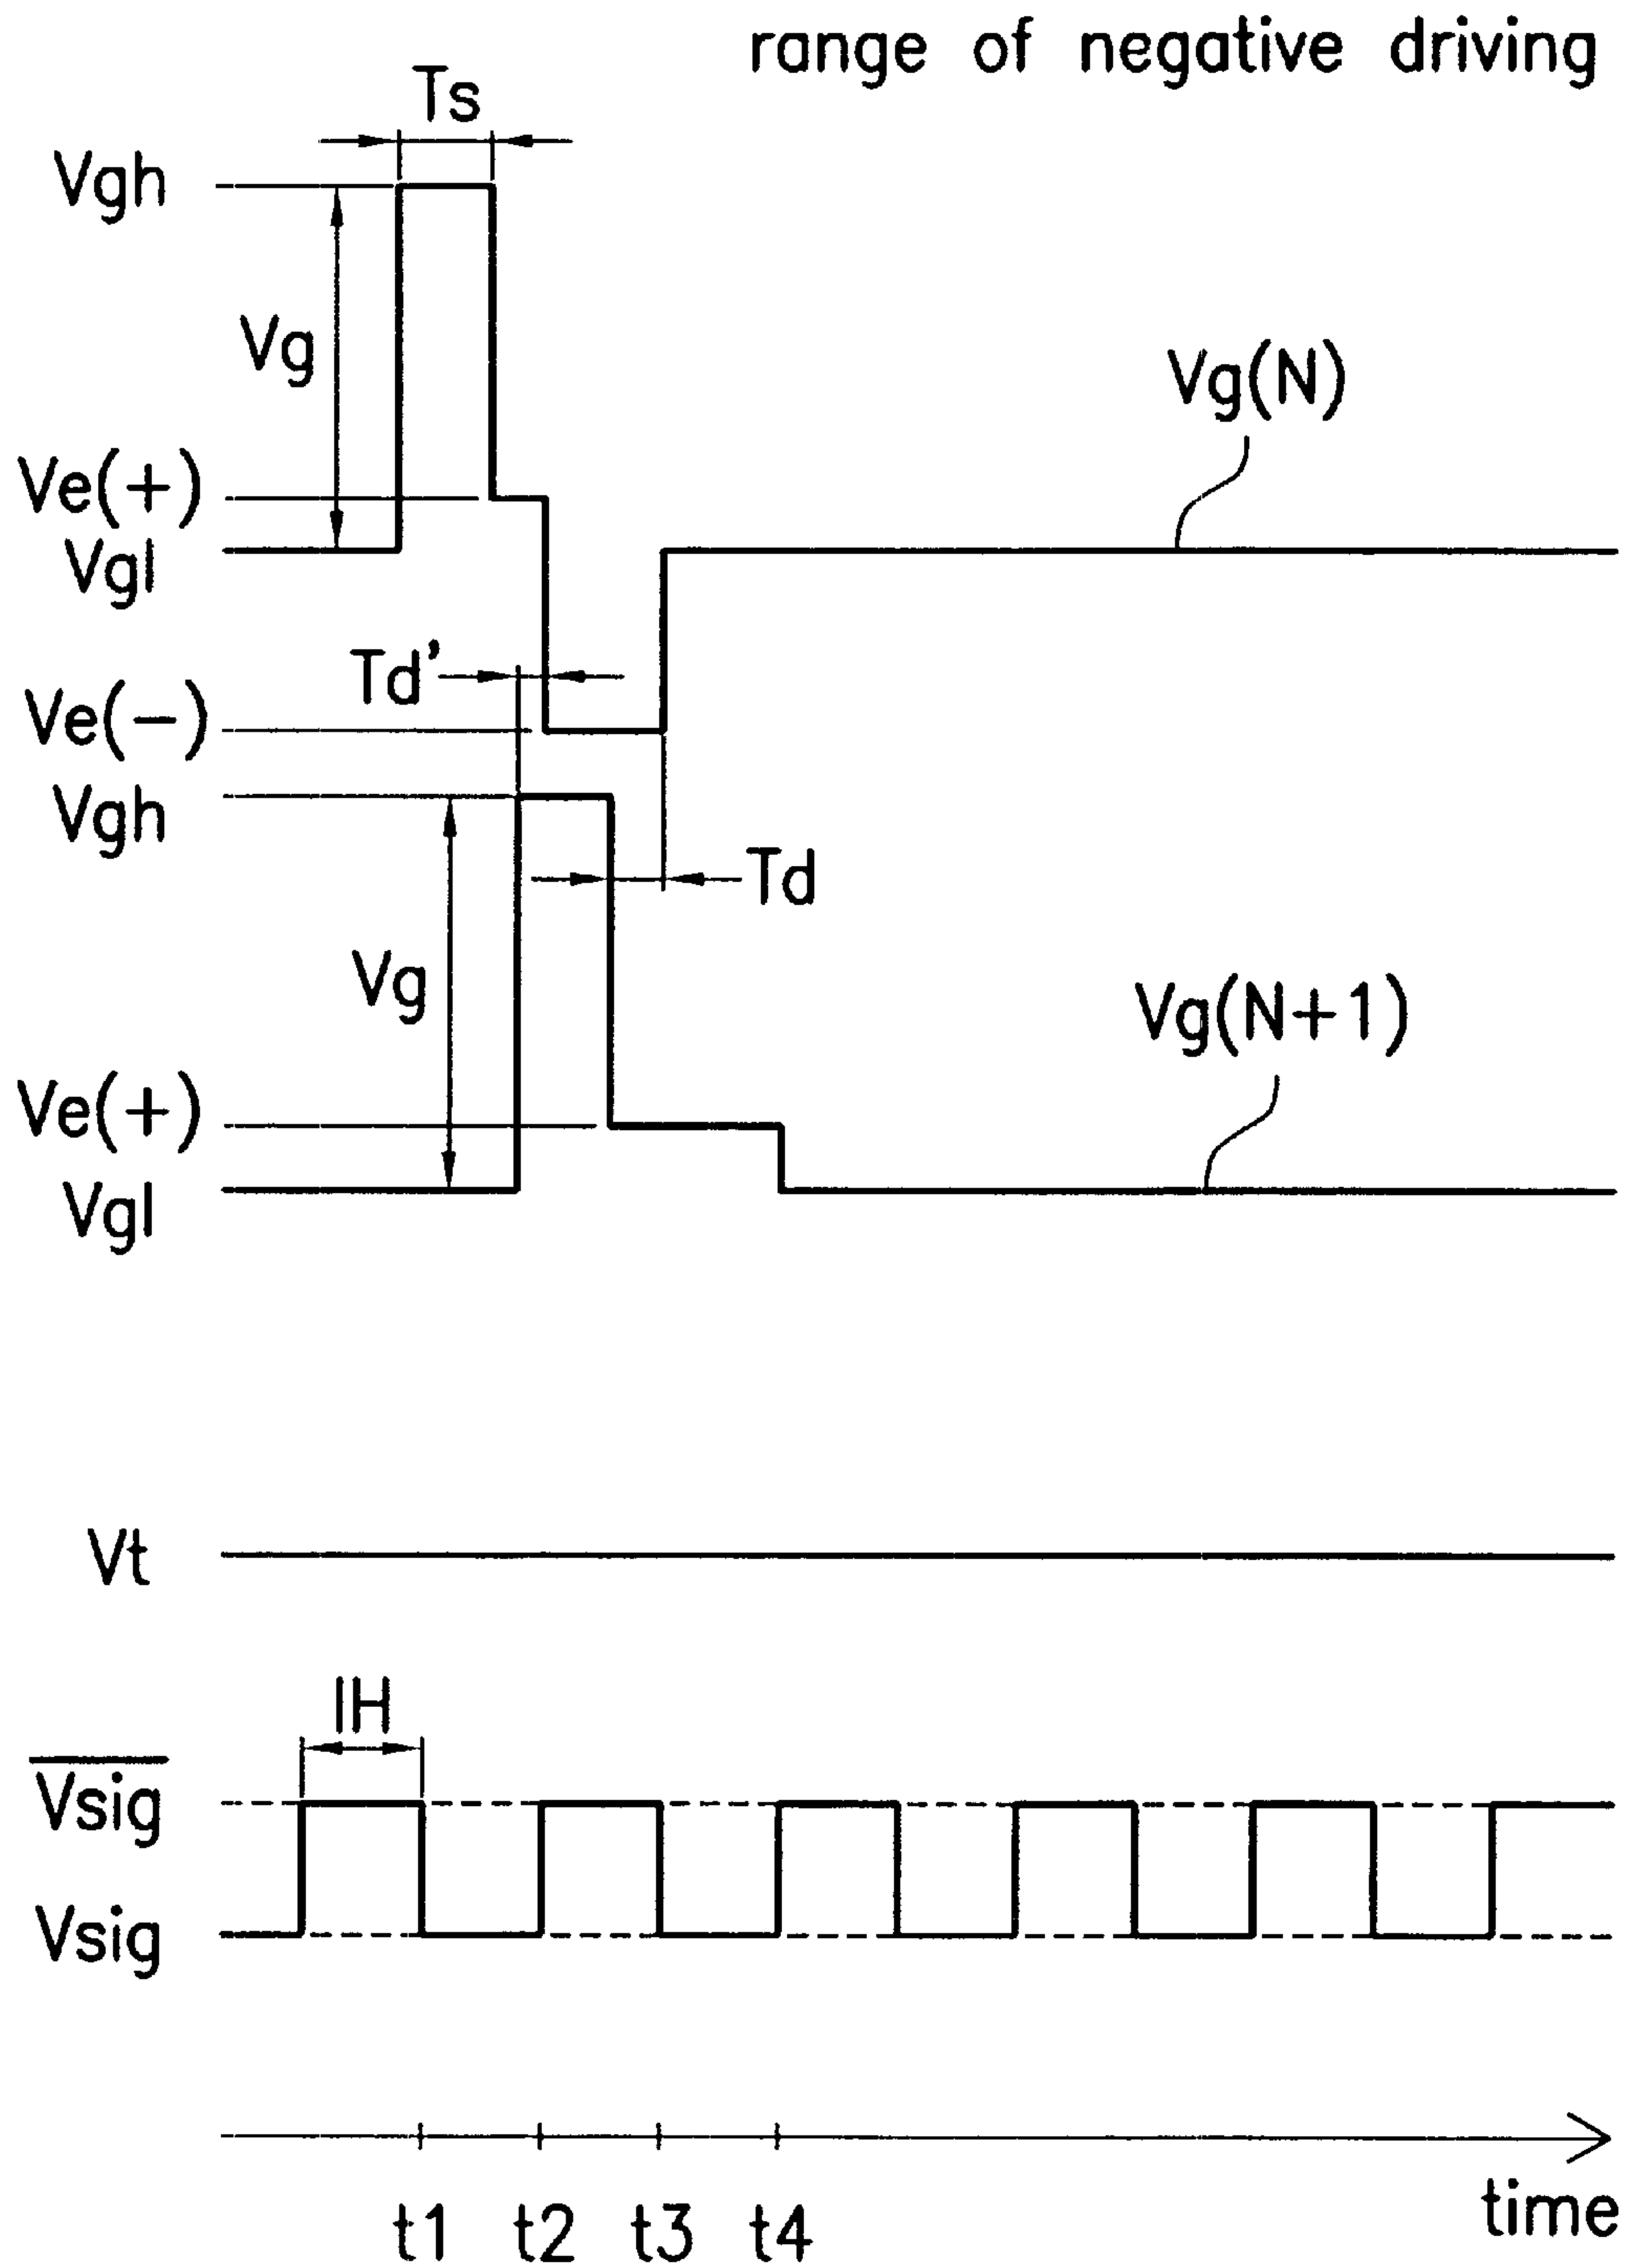 range of negative driving
Ts
Vgh
Vg
Vg(N)
Ve(+)
Vgl
Td'
Ve(-)
Vgh
Td
Vg
Vg(N+1)
Ve(+)
Vgl
Vt
IH
V̅s̅i̅g̅
Vsig
t1 t2 t3 t4
time